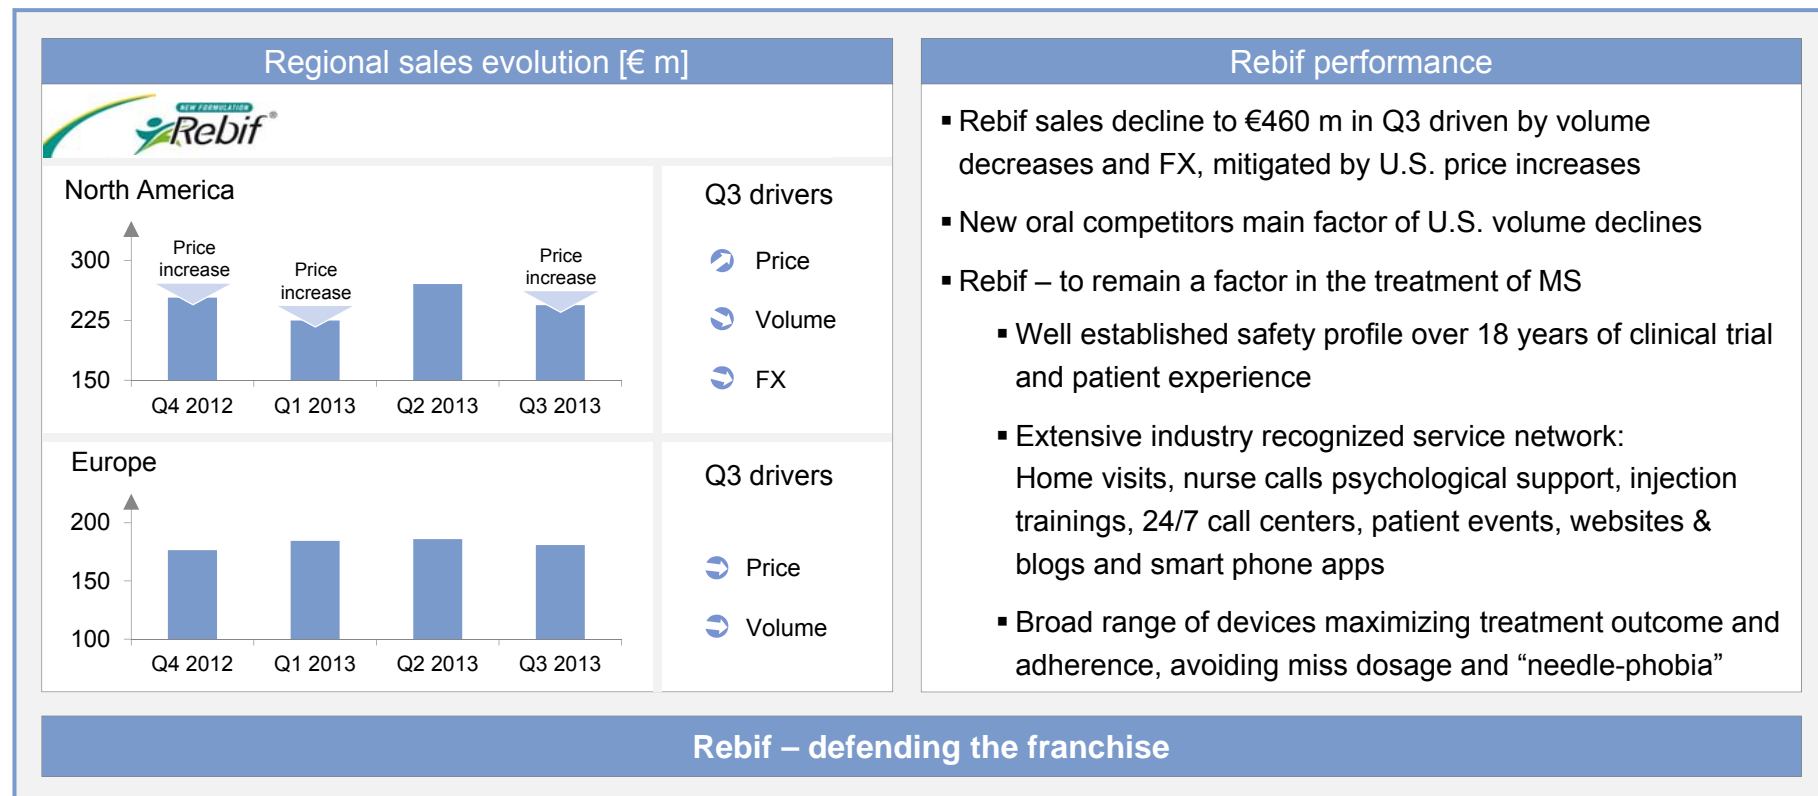 Regional sales evolution [€ m]
NEW FORMULATION
Rebif®
North America
300
225
150
Price
increase
Price
increase
Price
increase
Q4 2012
Q1 2013
Q2 2013
Q3 2013
Q3 drivers
Price
Volume
FX
Europe
200
150
100
Q4 2012
Q1 2013
Q2 2013
Q3 2013
Q3 drivers
Price
Volume
Rebif performance
▪ Rebif sales decline to €460 m in Q3 driven by volume
decreases and FX, mitigated by U.S. price increases
▪ New oral competitors main factor of U.S. volume declines
▪ Rebif – to remain a factor in the treatment of MS
▪ Well established safety profile over 18 years of clinical trial
and patient experience
▪ Extensive industry recognized service network:
Home visits, nurse calls psychological support, injection
trainings, 24/7 call centers, patient events, websites &
blogs and smart phone apps
▪ Broad range of devices maximizing treatment outcome and
adherence, avoiding miss dosage and “needle-phobia”
Rebif – defending the franchise